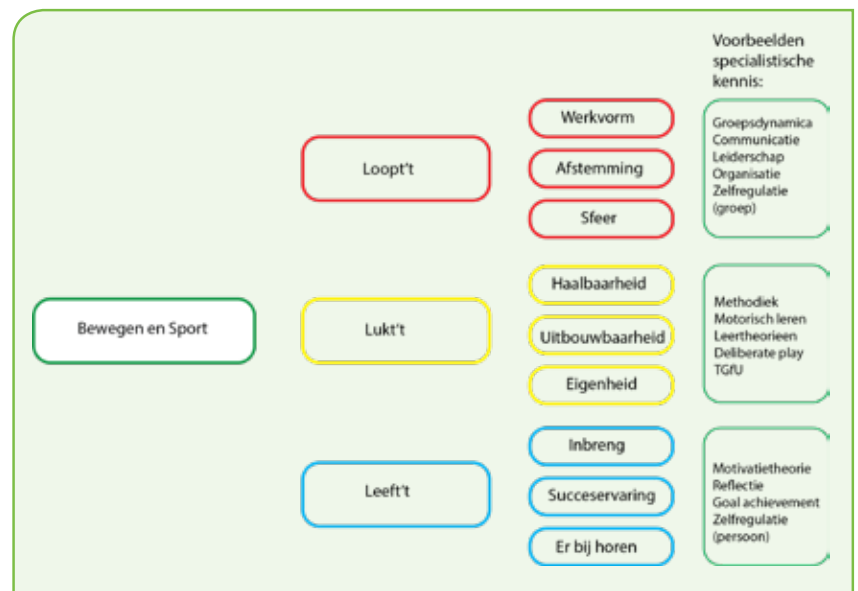 Voorbeelden
specialistische
kennis:
Bewegen en Sport
Loopt't
Werkvorm
Afstemming
Sfeer
Groepsdynamica
Communicatie
Leiderschap
Organisatie
Zelfregulatie
(groep)
Lukt't
Haalbaarheid
Uitbouwbaarheid
Eigenheid
Methodiek
Motorisch leren
Leertheorieen
Deliberate play
TGfU
Leeft't
Inbreng
Succeservaring
Er bij horen
Motivatietheorie
Reflectie
Goal achievement
Zelfregulatie
(persoon)